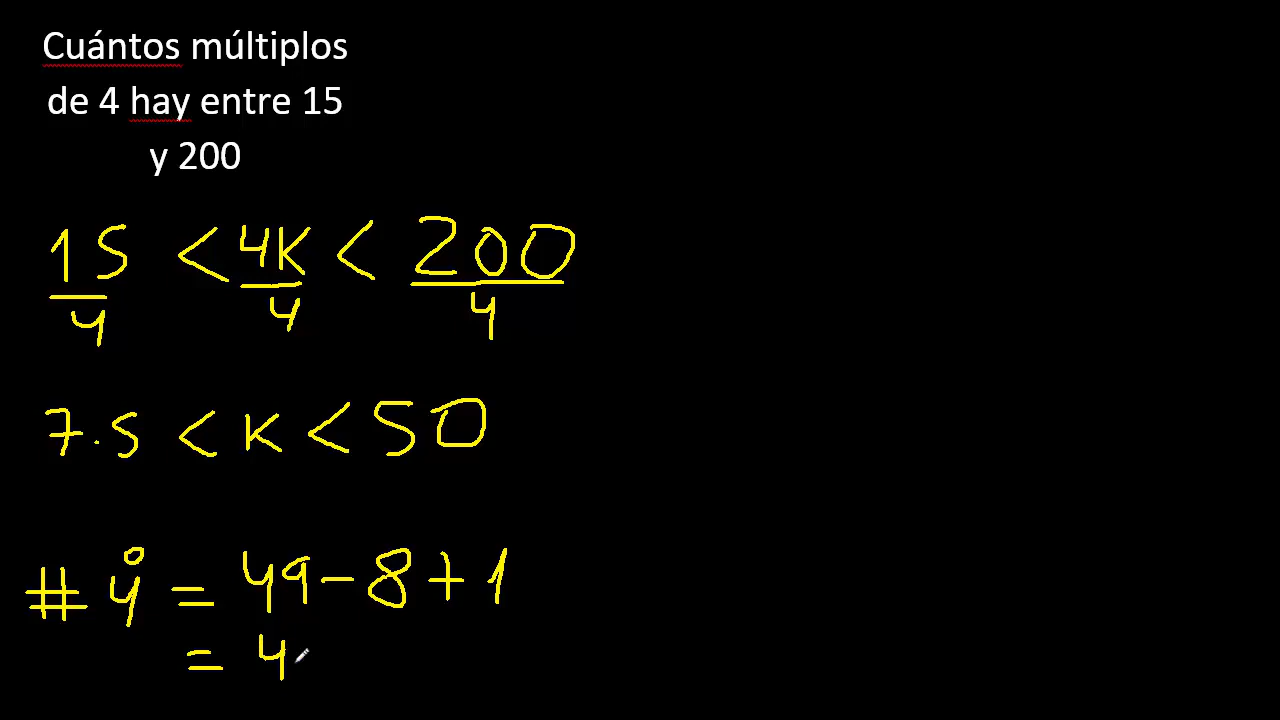 Cuántos múltiplos
de 4 hay entre 15
y 200
15 < 4K < 200
4 4 4
7.5 < K < 50
# 4° = 49 - 8 + 1
= 4